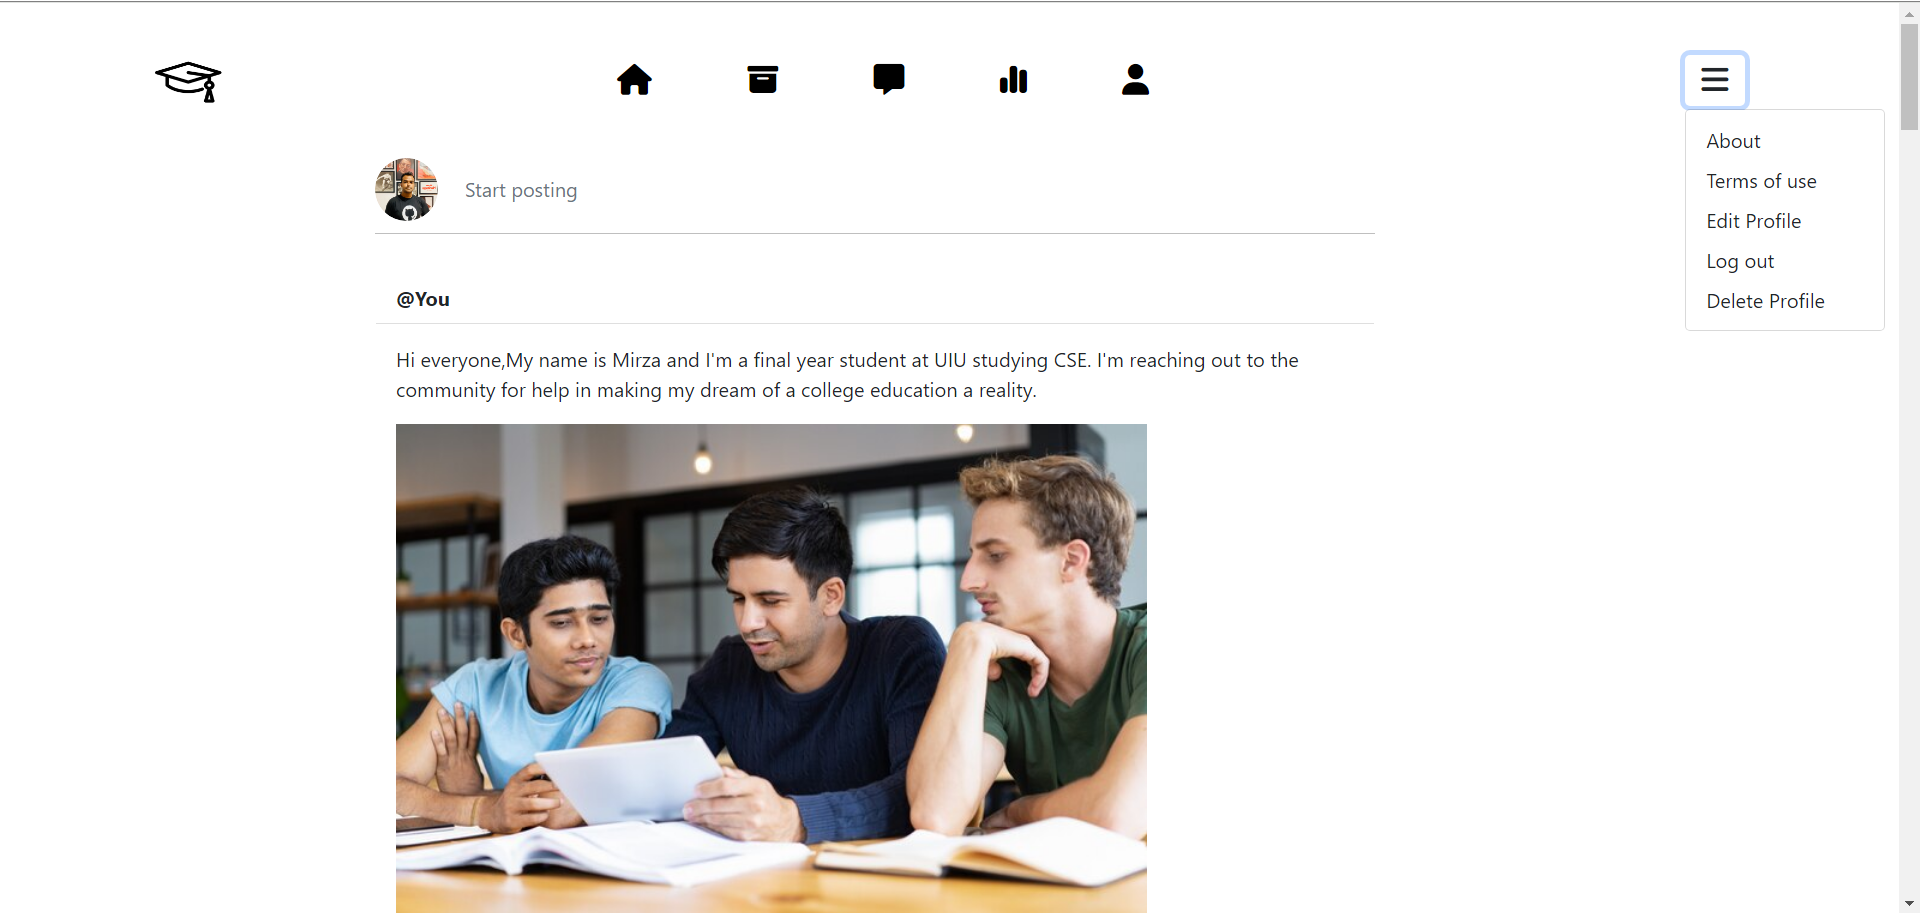 Start posting
About
Terms of use
Edit Profile
Log out
Delete Profile
@You
Hi everyone,My name is Mirza and I'm a final year student at UIU studying CSE. I'm reaching out to the
community for help in making my dream of a college education a reality.